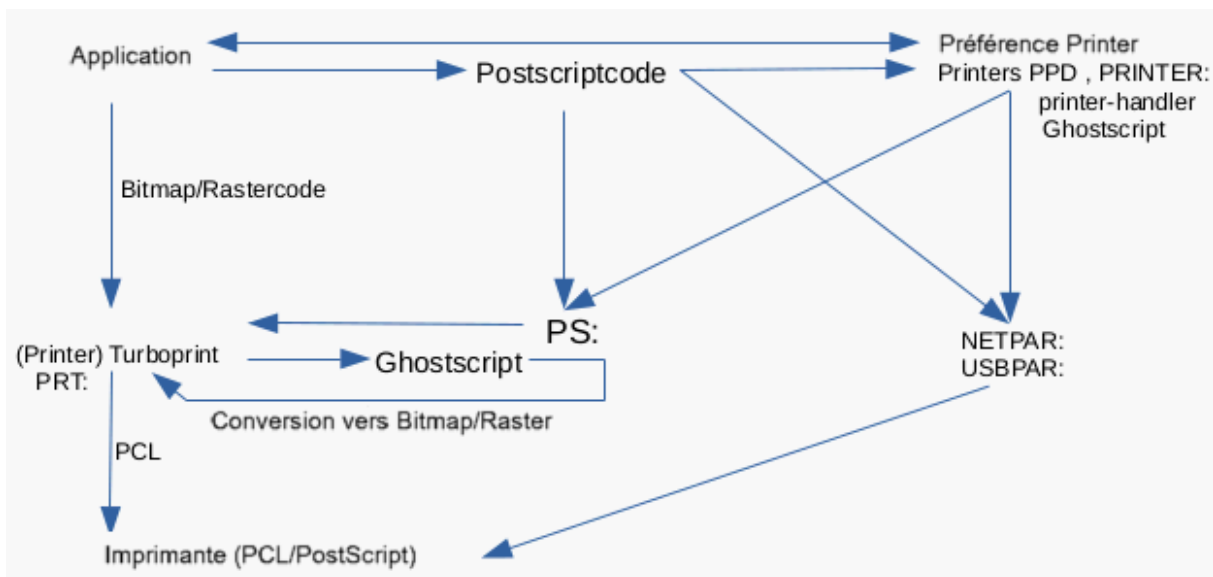 Application
Préférence Printer
Postscriptcode
Printers PPD , PRINTER:
printer-handler
Ghostscript
Bitmap/Rastercode
PS:
(Printer) Turboprint
PRT:
Ghostscript
NETPAR:
USBPAR:
Conversion vers Bitmap/Raster
PCL
Imprimante (PCL/PostScript)